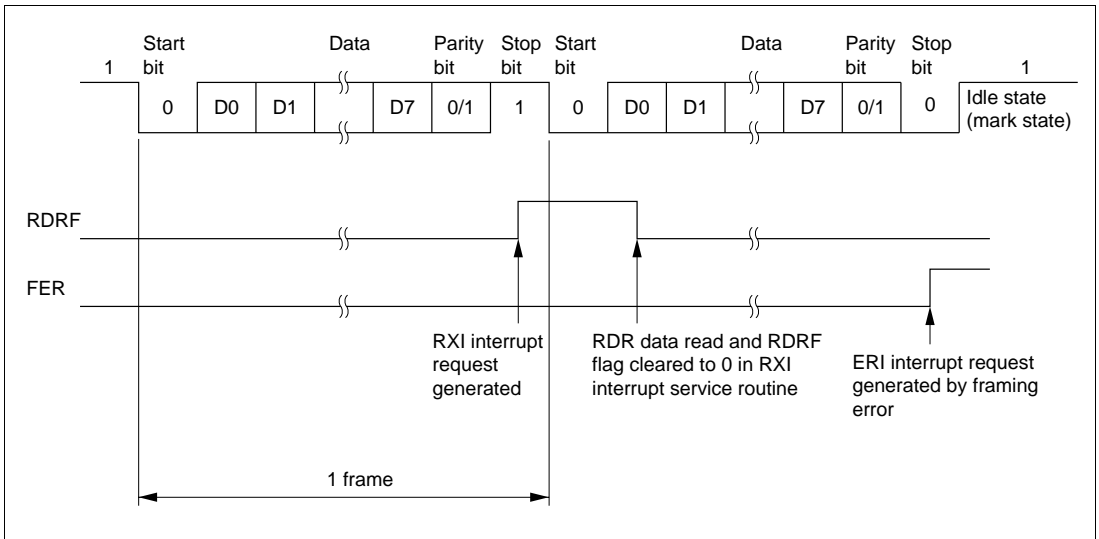 Start bit
Data
Parity bit
Stop bit
Start bit
Data
Parity bit
Stop bit
1
1
0
D0
D1
D7
0/1
1
0
D0
D1
D7
0/1
0
Idle state
(mark state)
RDRF
FER
RXI interrupt
request
generated
RDR data read and RDRF
flag cleared to 0 in RXI
interrupt service routine
ERI interrupt request
generated by framing
error
1 frame